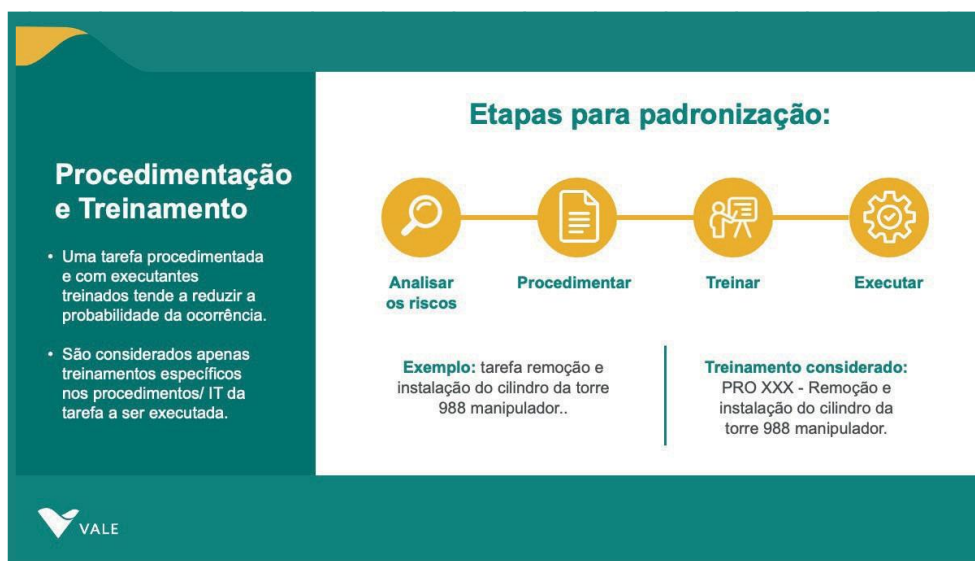 Procedimentação
e Treinamento
• Uma tarefa procedimentada
e com executantes
treinados tende a reduzir a
probabilidade da ocorrência.
• São considerados apenas
treinamentos específicos
nos procedimentos/ IT da
tarefa a ser executada.
Etapas para padronização:
Analisar
os riscos
Procedimentar
Treinar
Executar
Exemplo: tarefa remoção e
instalação do cilindro da torre
988 manipulador..
Treinamento considerado:
PRO XXX - Remoção e
instalação do cilindro da
torre 988 manipulador.
VALE